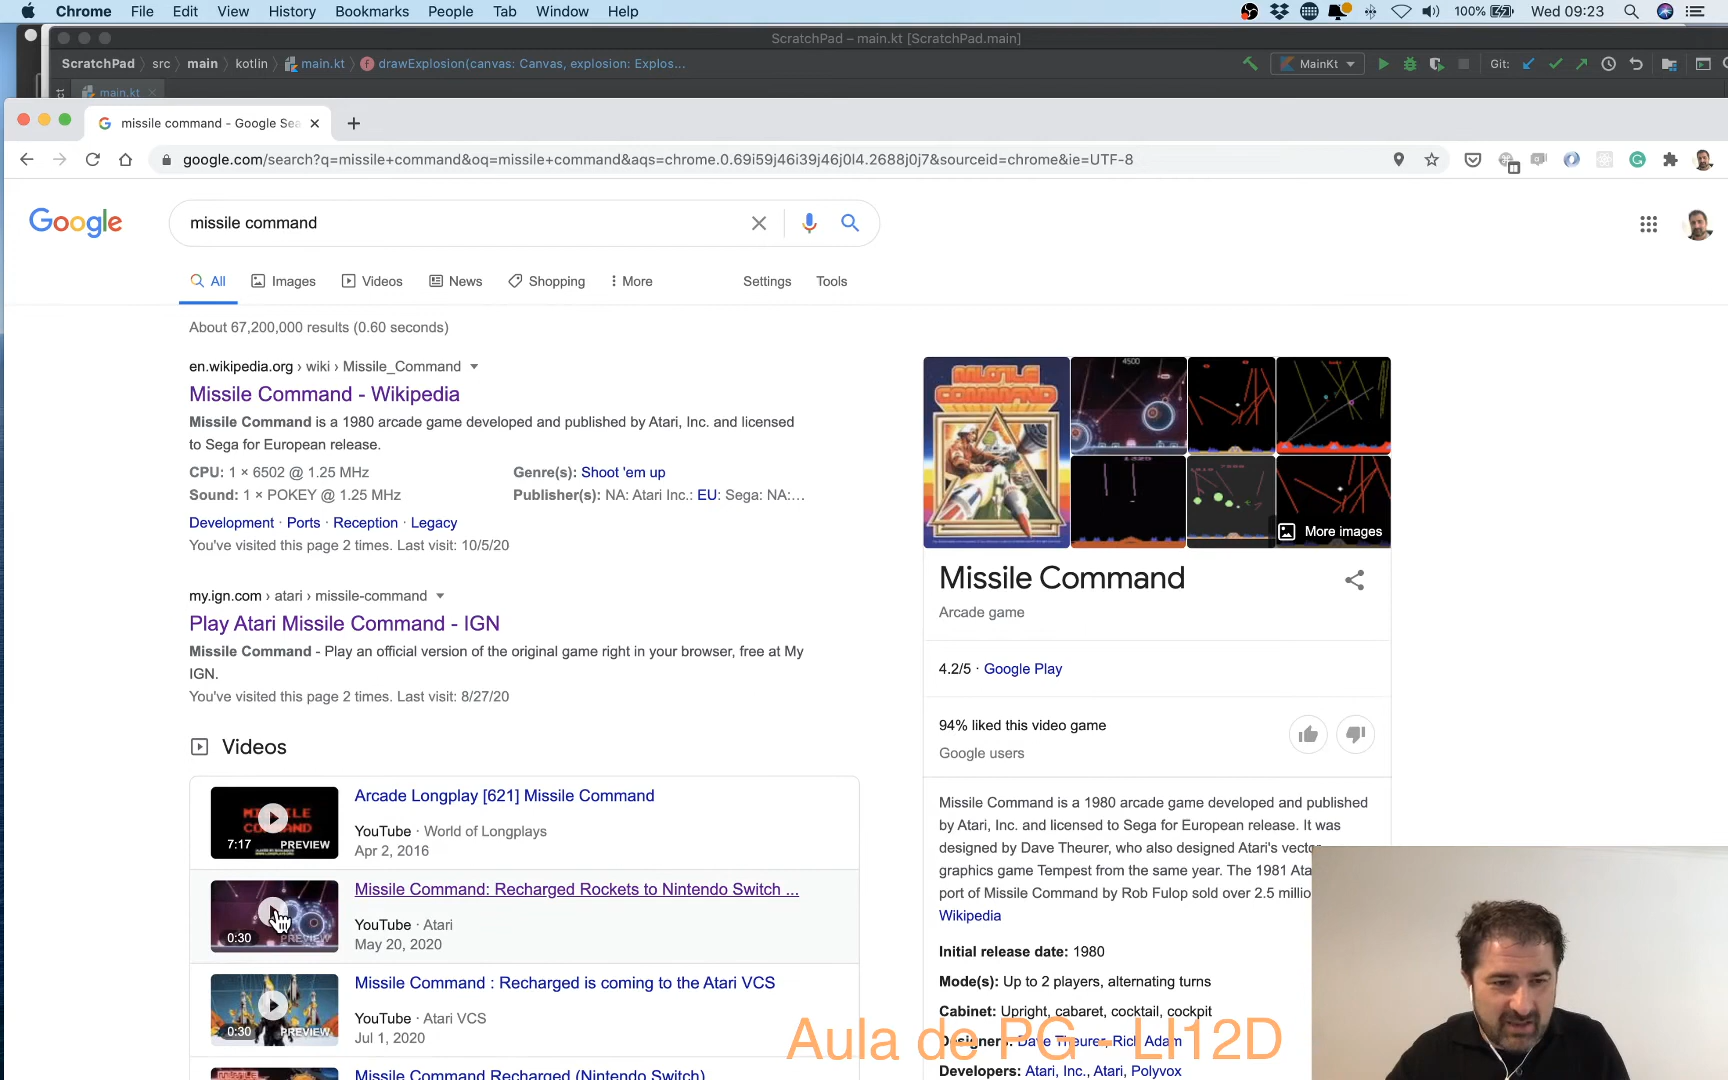 Chrome File Edit View History Bookmarks People Tab Window Help 100% Wed 09:23
ScratchPad – main.kt [ScratchPad.main]
ScratchPad src main kotlin main.kt drawExplosion(canvas: Canvas, explosion: Explos... MainKt Git:
main.kt
missile command - Google Sea
google.com/search?q=missile+command&oq=missile+command&aqs=chrome.0.69i59j46i39j46j0l4.2688j0j7&sourceid=chrome&ie=UTF-8
Google missile command
All Images Videos News Shopping More Settings Tools
About 67,200,000 results (0.60 seconds)
en.wikipedia.org › wiki › Missile_Command
Missile Command - Wikipedia
Missile Command is a 1980 arcade game developed and published by Atari, Inc. and licensed
to Sega for European release.
CPU: 1 × 6502 @ 1.25 MHz Genre(s): Shoot 'em up
Sound: 1 × POKEY @ 1.25 MHz Publisher(s): NA: Atari Inc.: EU: Sega: NA:...
Development · Ports · Reception · Legacy
You've visited this page 2 times. Last visit: 10/5/20
my.ign.com › atari › missile-command
Play Atari Missile Command - IGN
Missile Command - Play an official version of the original game right in your browser, free at My
IGN.
You've visited this page 2 times. Last visit: 8/27/20
Videos
Arcade Longplay [621] Missile Command
YouTube · World of Longplays
Apr 2, 2016
7:17 PREVIEW
Missile Command: Recharged Rockets to Nintendo Switch ...
YouTube · Atari
May 20, 2020
0:30 PREVIEW
Missile Command : Recharged is coming to the Atari VCS
YouTube · Atari VCS
Jul 1, 2020
0:30 PREVIEW
Missile Command Recharged (Nintendo Switch)
MISSILE
COMMAND
4500
More images
Missile Command
Arcade game
4.2/5 · Google Play
94% liked this video game
Google users
Missile Command is a 1980 arcade game developed and published
by Atari, Inc. and licensed to Sega for European release. It was
designed by Dave Theurer, who also designed Atari's vecto
graphics game Tempest from the same year. The 1981 Ata
port of Missile Command by Rob Fulop sold over 2.5 millio
Wikipedia
Initial release date: 1980
Mode(s): Up to 2 players, alternating turns
Cabinet: Upright, cabaret, cocktail, cockpit
Designers: Dave Theurer, Rich Adam
Developers: Atari, Inc., Atari, Polyvox
Aula de PG - LI12D